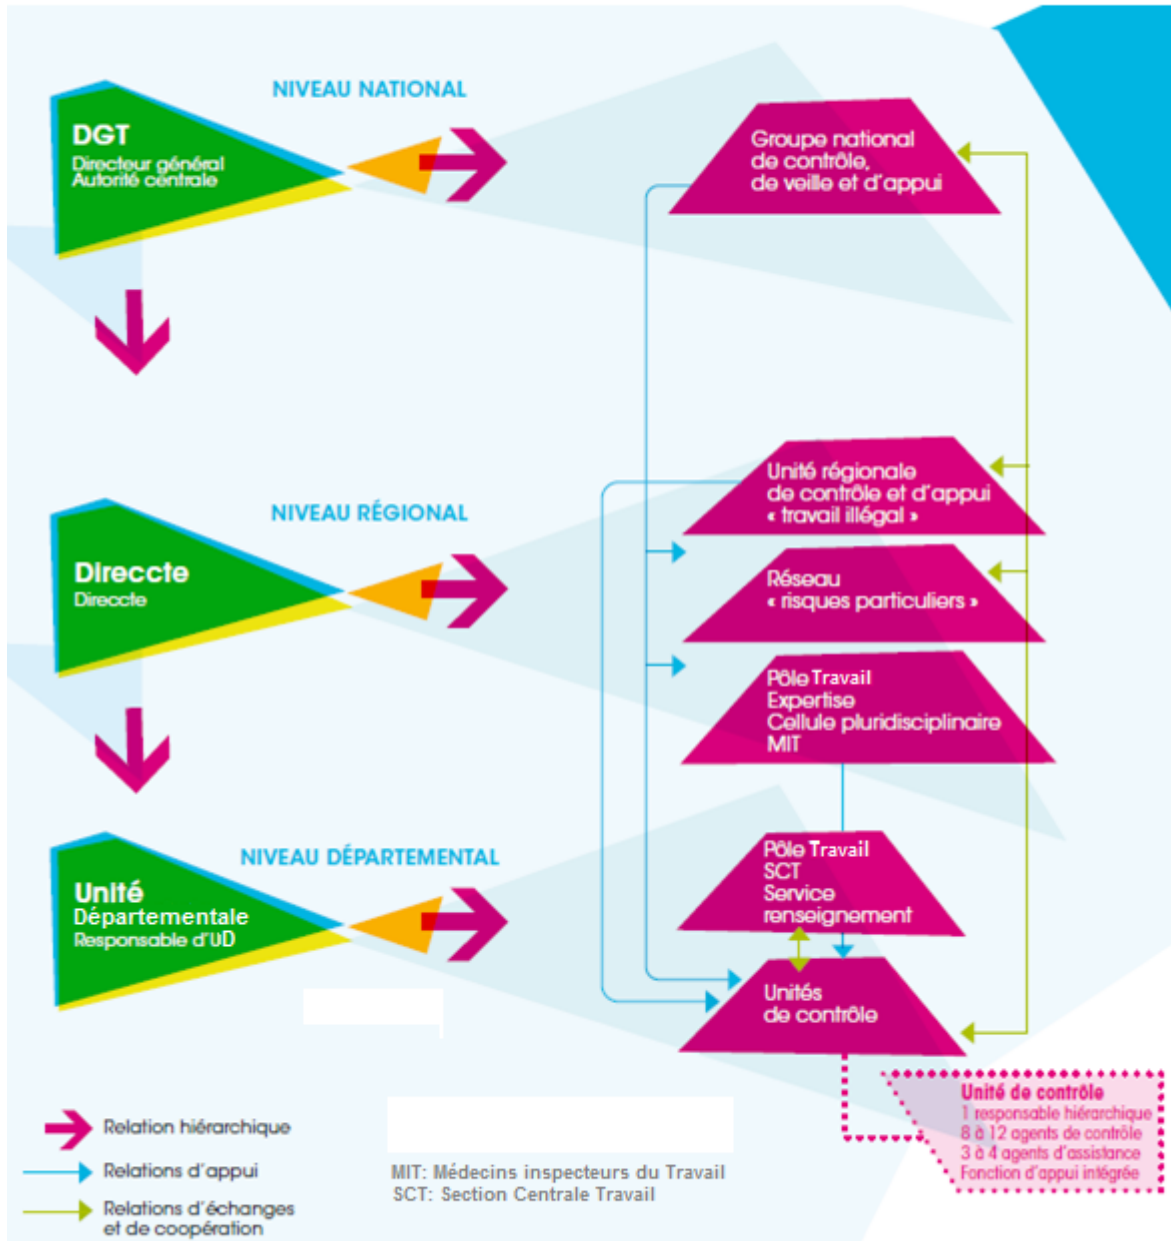 NIVEAU NATIONAL
DGT
Directeur général
Autorité centrale
Groupe national
de contrôle,
de veille et d'appui
NIVEAU RÉGIONAL
Direccte
Direccte
Unité régionale
de contrôle et d'appui
« travail illégal »
Réseau
« risques particuliers »
Pôle Travail
Expertise
Cellule pluridisciplinaire
MIT
NIVEAU DÉPARTEMENTAL
Unité
Départementale
Responsable d'UD
Pôle Travail
SCT
Service
renseignement
Unités
de contrôle
Unité de contrôle
1 responsable hiérarchique
8 à 12 agents de contrôle
3 à 4 agents d'assistance
Fonction d'appui intégrée
Relation hiérarchique
Relations d'appui
Relations d'échanges
et de coopération
MIT: Médecins inspecteurs du Travail
SCT: Section Centrale Travail